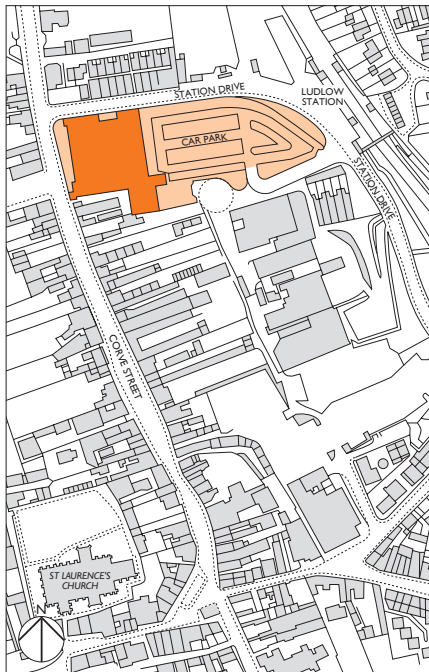 STATION DRIVE
LUDLOW
STATION
CAR PARK
STATION DRIVE
CORVE STREET
ST LAURENCE'S
CHURCH
N